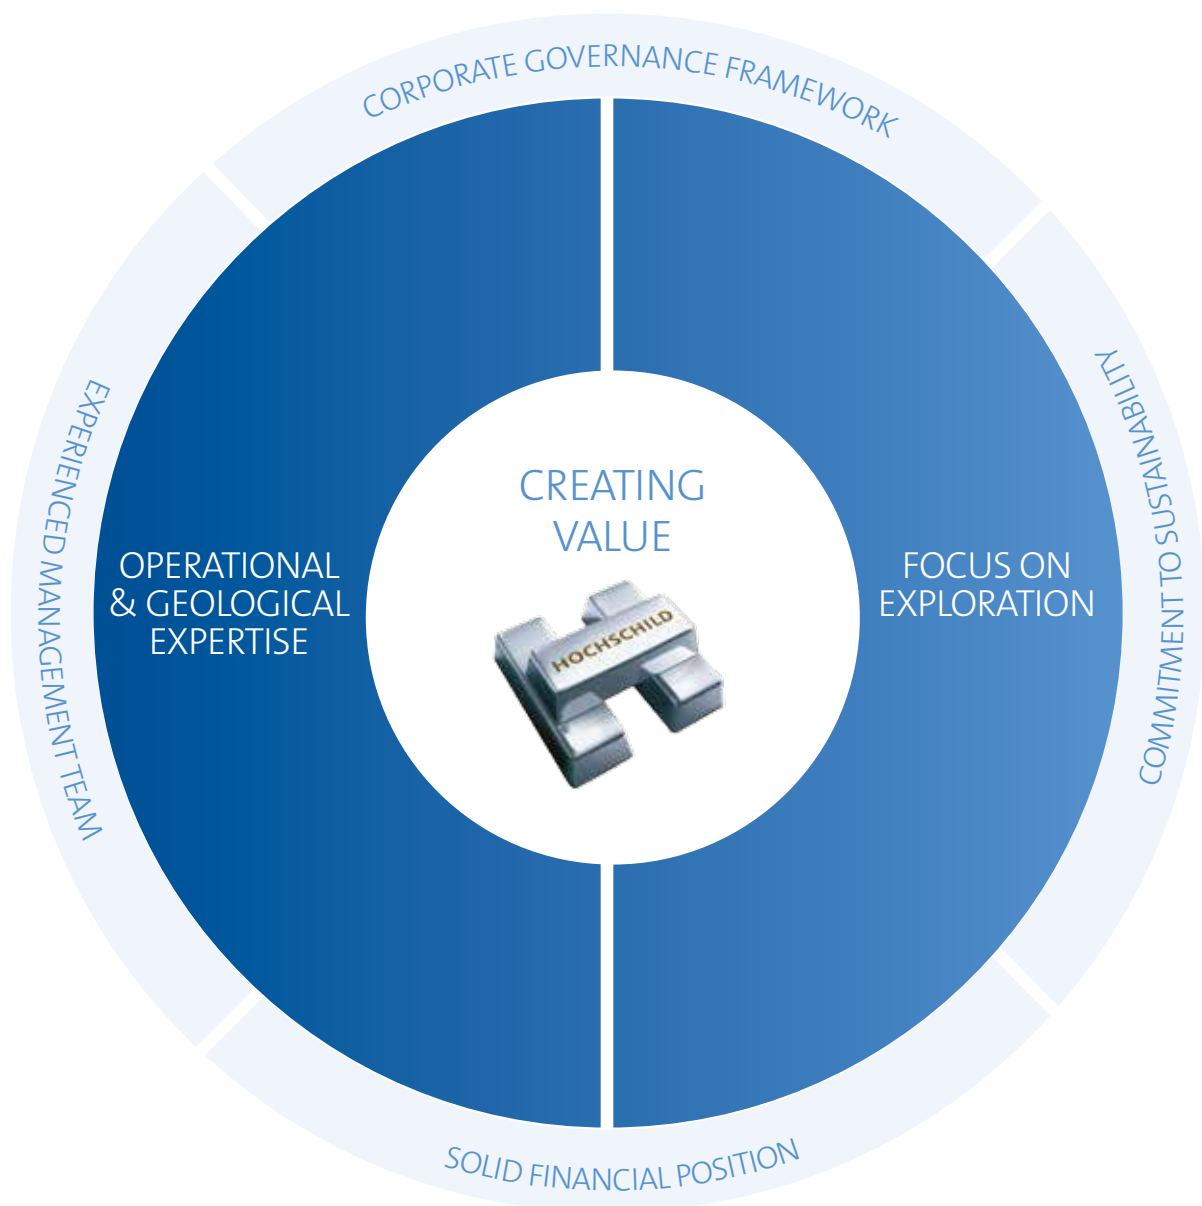 CORPORATE GOVERNANCE FRAMEWORK
EXPERIENCED MANAGEMENT TEAM
OPERATIONAL
& GEOLOGICAL
EXPERTISE
CREATING
VALUE
HOCHSCHILD
FOCUS ON
EXPLORATION
COMMITMENT TO SUSTAINABILITY
SOLID FINANCIAL POSITION